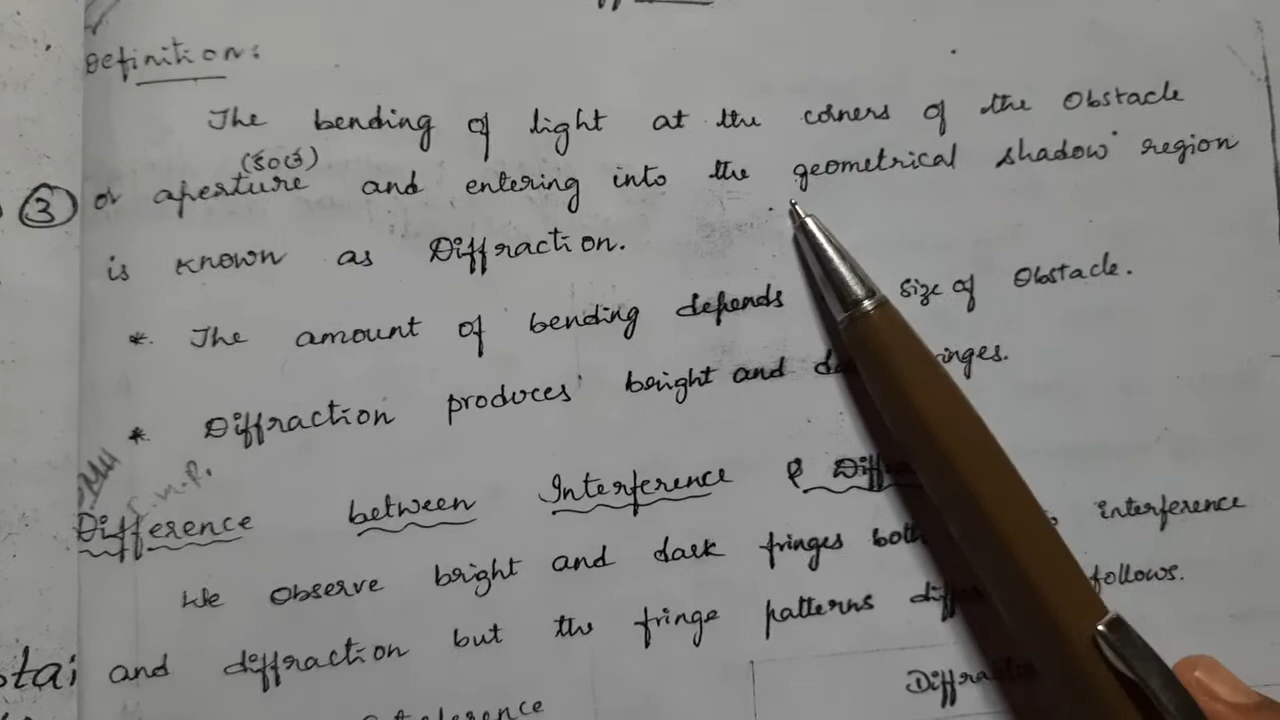 Definition:
The bending of light at the corners of the Obstacle
(కంత)
③ or aperture and entering into the geometrical shadow region
is known as Diffraction.
*. The amount of bending depends size of Obstacle.
*. Diffraction produces bright and
Difference between Interference &
We Observe bright and dark fringes both interference
and diffraction but the fringe patterns follows.